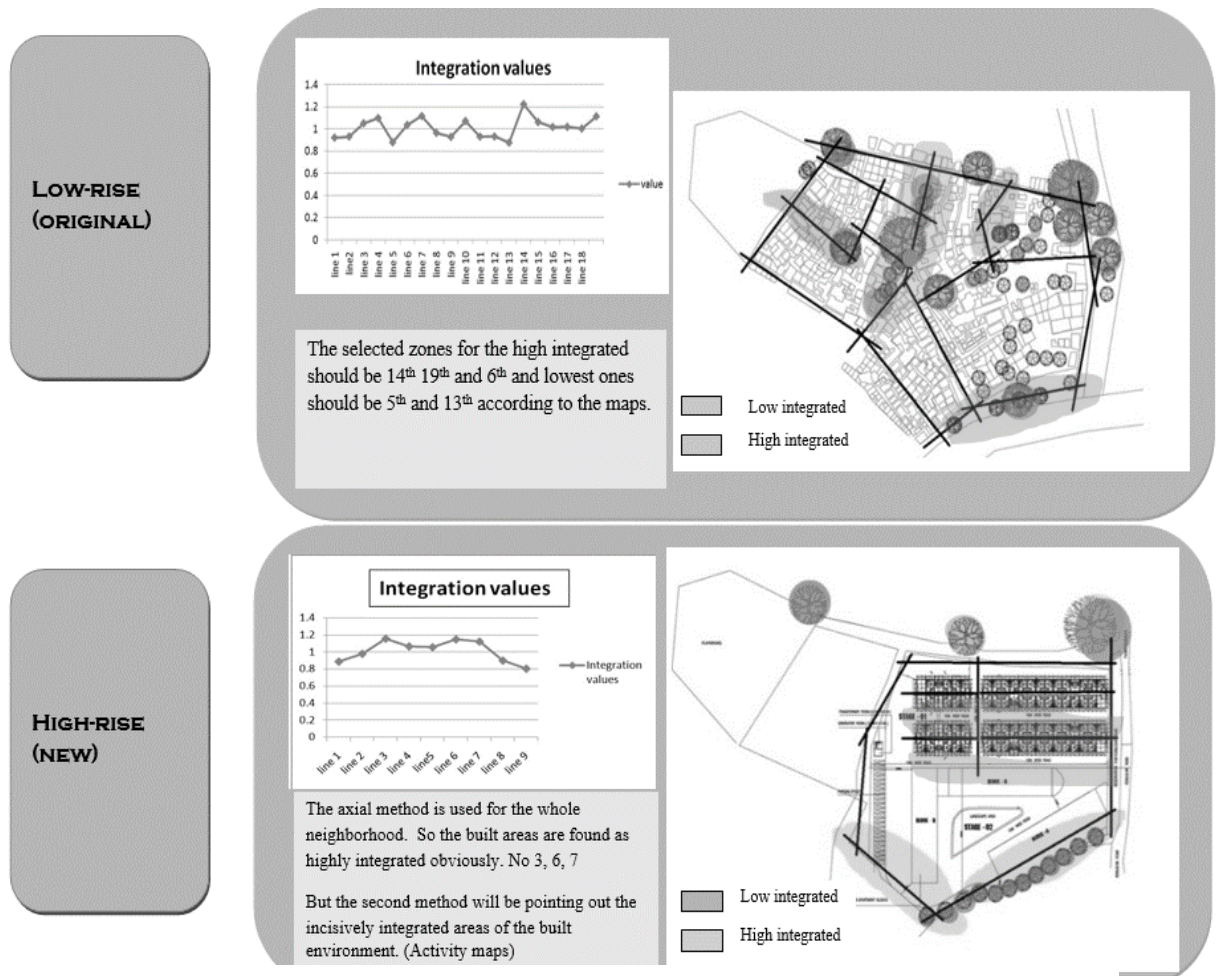 LOW-RISE
(ORIGINAL)
Integration values
1.4
1.2
1
0.8
0.6
0.4
0.2
0
value
line 1
line2
line 3
line 4
line 5
line 6
line 7
line 8
line 9
line 10
line 11
line 12
line 13
line 14
line 15
line 16
line 17
line 18
The selected zones for the high integrated
should be 14th 19th and 6th and lowest ones
should be 5th and 13th according to the maps.
Low integrated
High integrated
HIGH-RISE
(NEW)
Integration values
1.4
1.2
1
0.8
0.6
0.4
0.2
0
Integration
values
line 1
line 2
line 3
line 4
line5
line 6
line 7
line 8
line 9
The axial method is used for the whole
neighborhood.  So the built areas are found as
highly integrated obviously. No 3, 6, 7
But the second method will be pointing out the
incisively integrated areas of the built
environment. (Activity maps)
STAGE -01
STAGE -02
LANDSCAPE AREA
Low integrated
High integrated